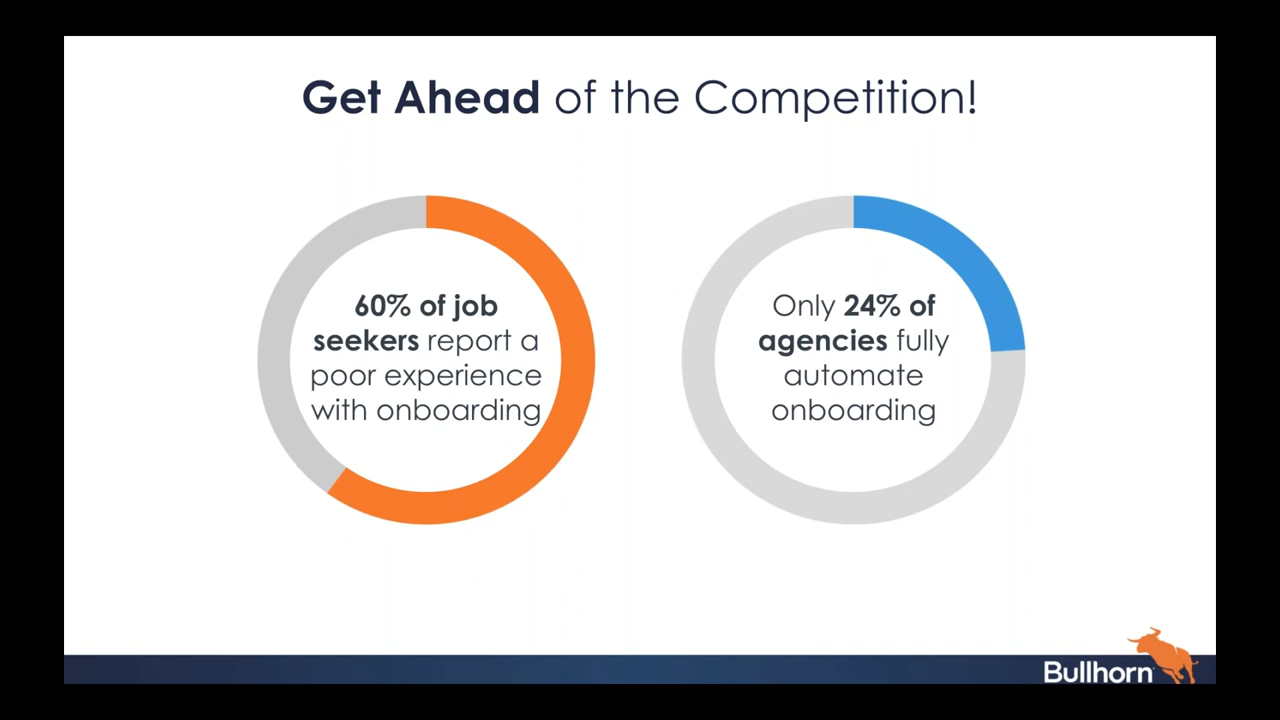 Get Ahead of the Competition!
60% of job
seekers report a
poor experience
with onboarding
Only 24% of
agencies fully
automate
onboarding
Bullhorn